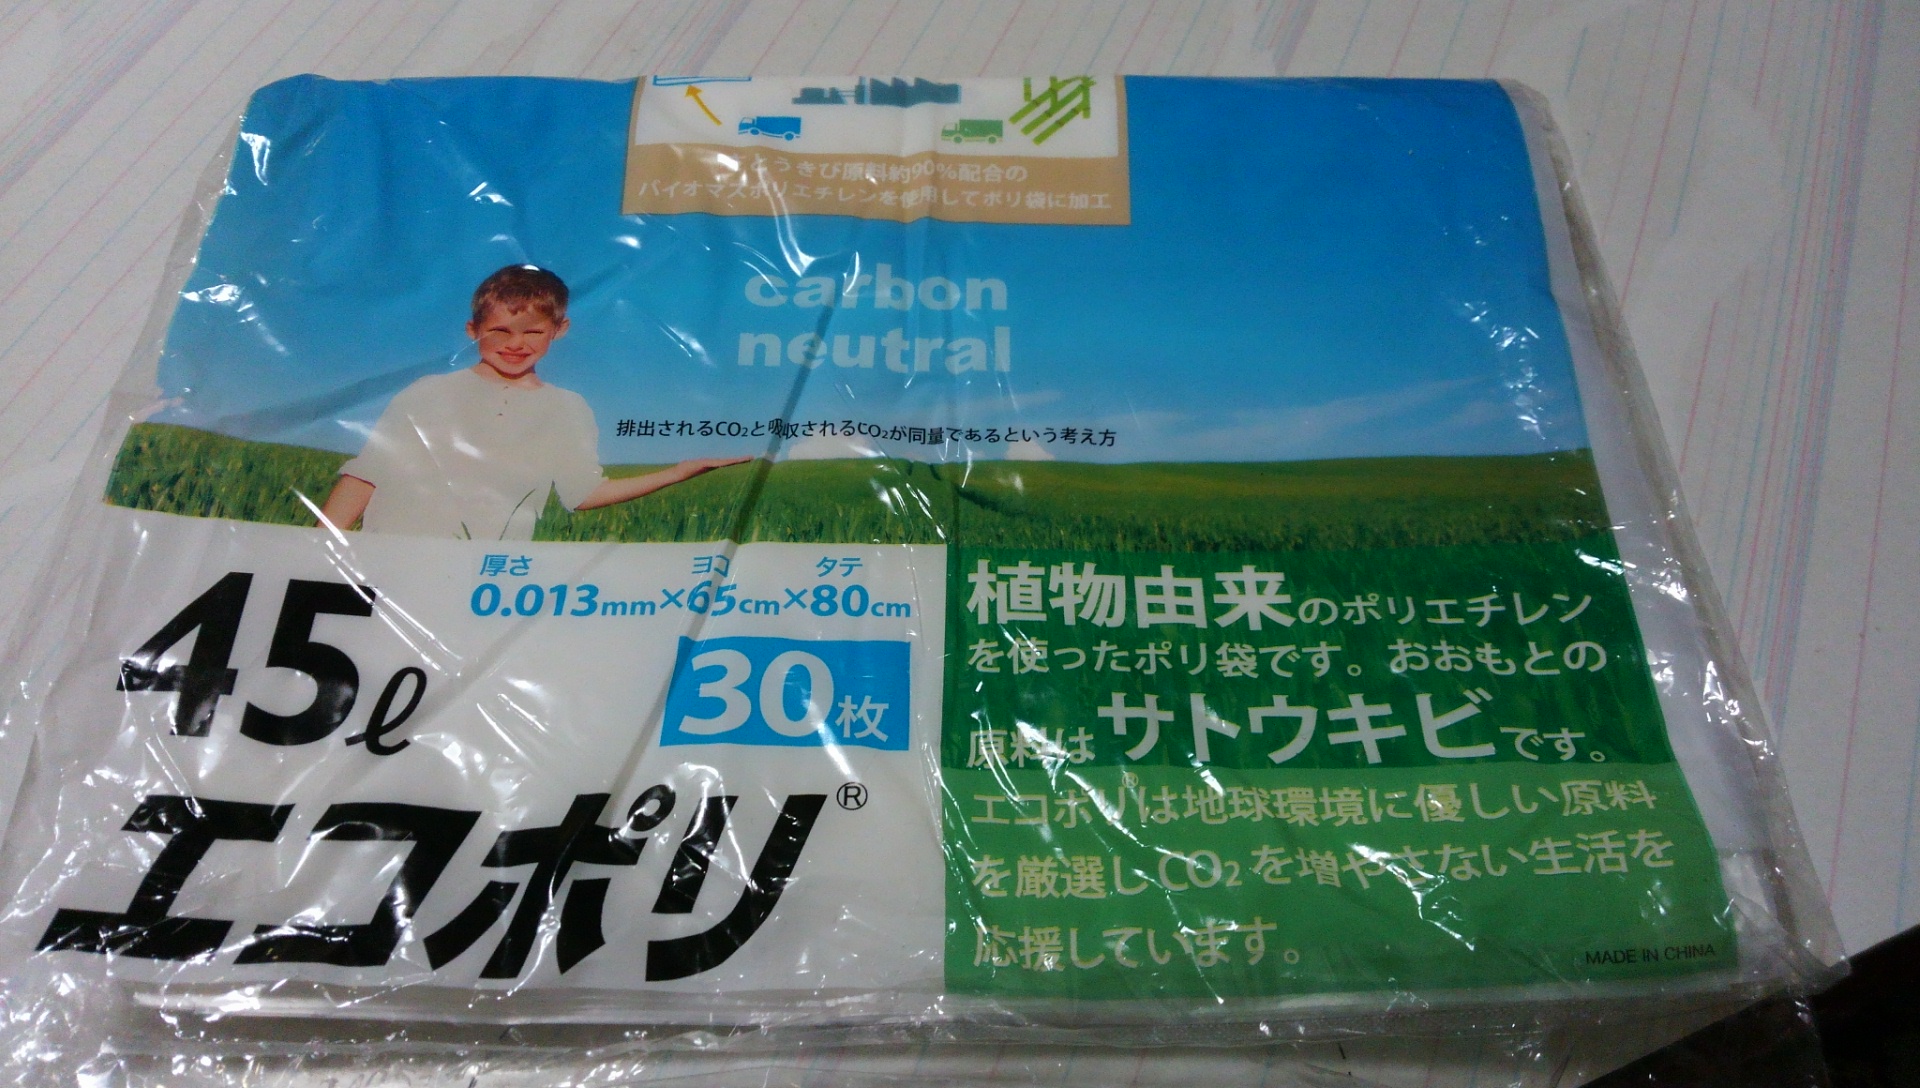 さとうきび原料約90%配合の
バイオマスポリエチレンを使用してポリ袋に加工
carbon
neutral
排出されるCO₂と吸収されるCO₂が同量であるという考え方
厚さ ヨコ タテ
0.013mm×65cm×80cm
45ℓ
30枚
エコポリ®
植物由来のポリエチレン
を使ったポリ袋です。おおもとの
原料はサトウキビです。
エコポリ®は地球環境に優しい原料
を厳選しCO₂を増やさない生活を
応援しています。
MADE IN CHINA